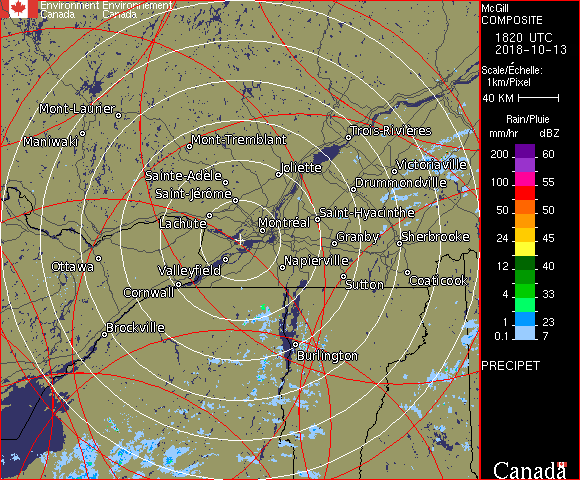 Environment Environnement
Canada Canada
McGill
COMPOSITE
1820 UTC
2018-10-13
Scale/Échelle:
1km/Pixel
40 KM
Rain/Pluie
mm/hr dBZ
200 60
100 55
50 50
24 45
12 40
4 33
1 23
0.1 7
PRECIPET
Canada
Mont-Laurier
Maniwaki
Mont-Tremblant
Trois-Rivières
Sainte-Adèle
Joliette
Victoriaville
Saint-Jérôme
Drummondville
Lachute
Montréal
Saint-Hyacinthe
Granby
Sherbrooke
Ottawa
Valleyfield
Napierville
Cornwall
Sutton
Coaticook
Brockville
Burlington